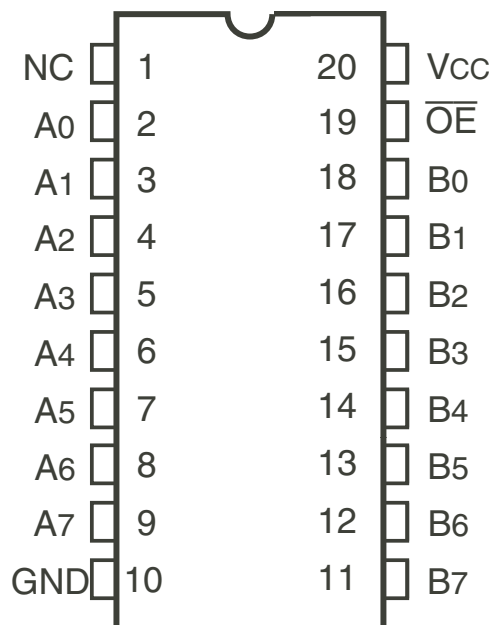 NC 1 20 VCC
A0 2 19 O̅E̅
A1 3 18 B0
A2 4 17 B1
A3 5 16 B2
A4 6 15 B3
A5 7 14 B4
A6 8 13 B5
A7 9 12 B6
GND 10 11 B7